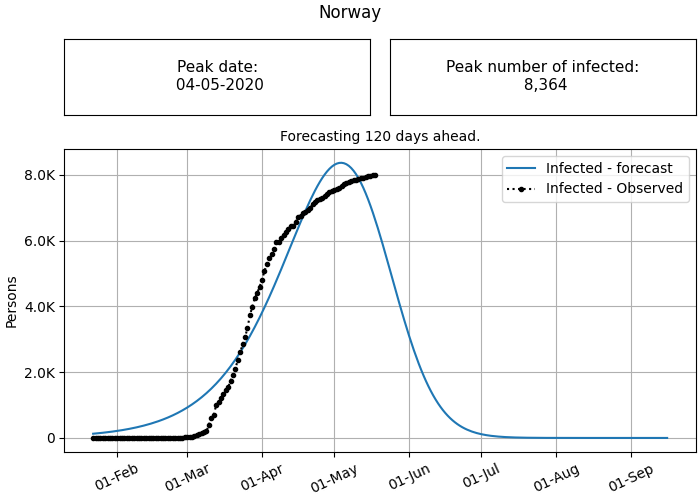 Norway
Peak date:
04-05-2020
Peak number of infected:
8,364
Forecasting 120 days ahead.
Infected - forecast
Infected - Observed
8.0K
6.0K
4.0K
2.0K
0
Persons
01-Feb
01-Mar
01-Apr
01-May
01-Jun
01-Jul
01-Aug
01-Sep